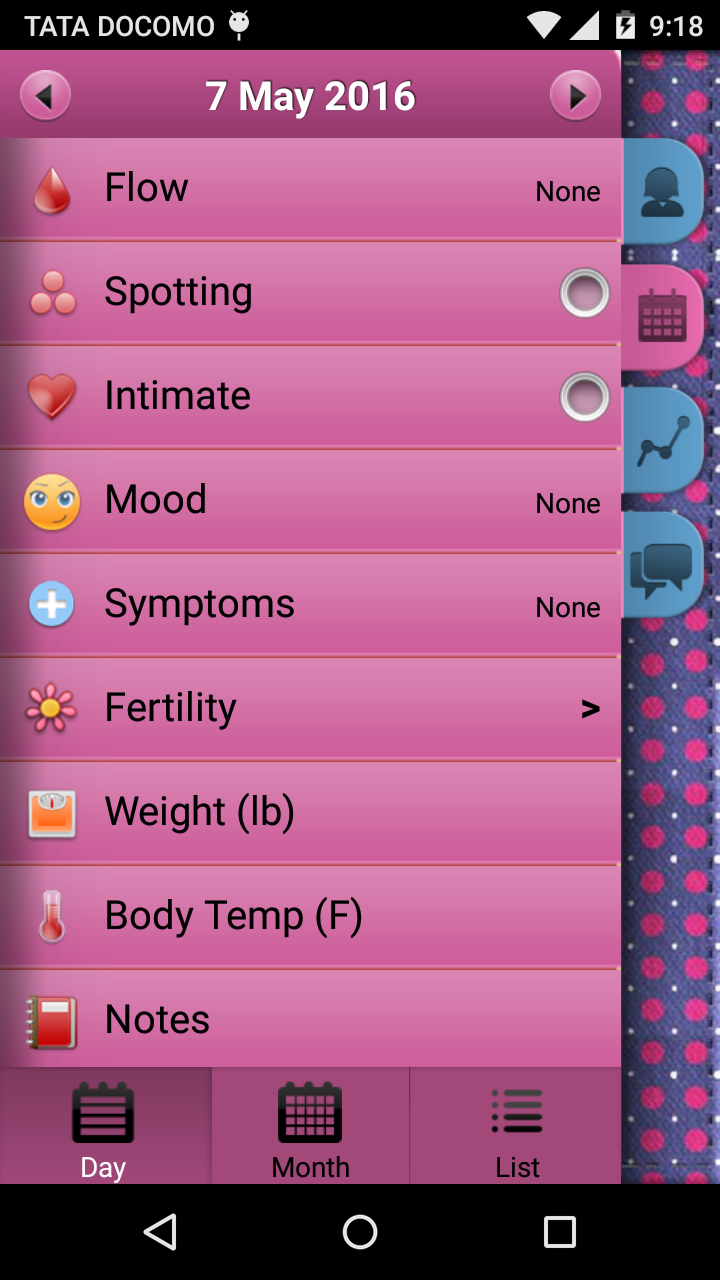 TATA DOCOMO 9:18
7 May 2016
Flow None
Spotting
Intimate
Mood None
Symptoms None
Fertility >
Weight (lb)
Body Temp (F)
Notes
Day Month List